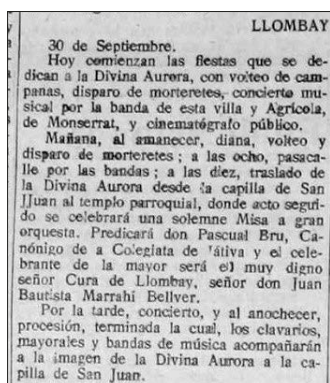 LLOMBAY
30 de Septiembre.
Hoy comienzan las fiestas que se de-
dican a la Divina Aurora, con volteo de cam-
panas, disparo de morteretes, concierto mu-
sical por la banda de esta villa y Agrícola,
de Monserrat, y cinematógrafo público.
Mañana, al amanecer, diana, volteo y
disparo de morteretes; a las ocho, pasaca-
lle por las bandas; a las diez, traslado de
la Divina Aurora desde la capilla de San
JJuan al templo parroquial, donde acto segui-
do se celebrará una solemne Misa a gran
orquesta. Predicará don Pascual Bru, Ca-
nónigo de a Colegiata de Játiva y el cele-
brante de la mayor será el muy digno
señor Cura de Llombay, señor don Juan
Bautista Marrahí Bellver.
Por la tarde, concierto, y al anochecer,
procesión, terminada la cual, los clavarios,
mayorales y bandas de música acompañarán
a la imagen de la Divina Aurora a la ca-
pilla de San Juan.